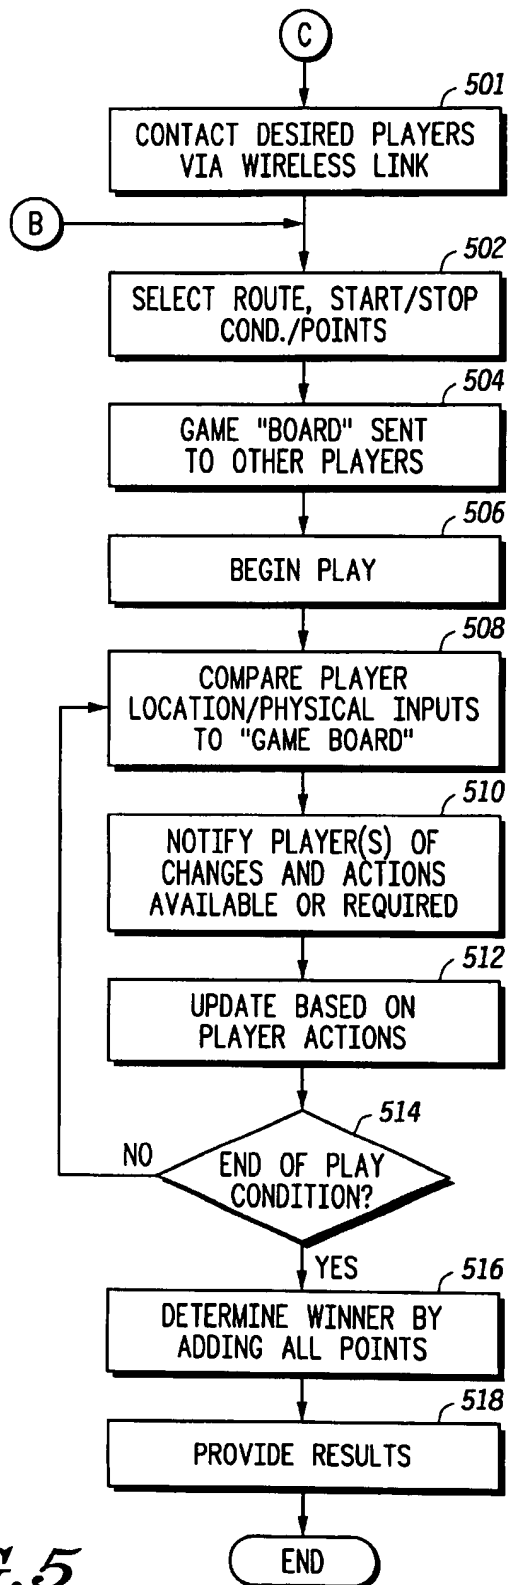 C
501
CONTACT DESIRED PLAYERS
VIA WIRELESS LINK
B
502
SELECT ROUTE, START/STOP
COND./POINTS
504
GAME "BOARD" SENT
TO OTHER PLAYERS
506
BEGIN PLAY
508
COMPARE PLAYER
LOCATION/PHYSICAL INPUTS
TO "GAME BOARD"
510
NOTIFY PLAYER(S) OF
CHANGES AND ACTIONS
AVAILABLE OR REQUIRED
512
UPDATE BASED ON
PLAYER ACTIONS
514
NO
END OF PLAY
CONDITION?
YES
516
DETERMINE WINNER BY
ADDING ALL POINTS
518
PROVIDE RESULTS
END